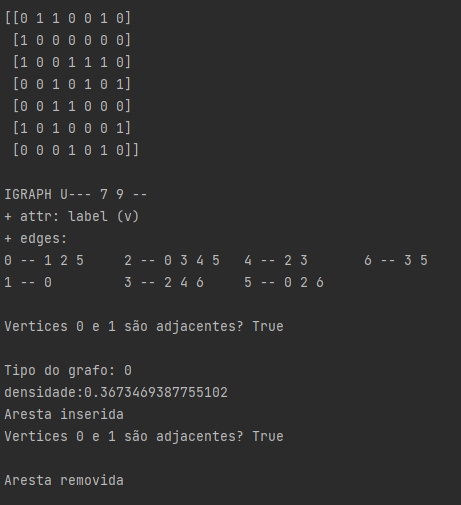 [[0 1 1 0 0 1 0]
[1 0 0 0 0 0 0]
[1 0 0 1 1 1 0]
[0 0 1 0 1 0 1]
[0 0 1 1 0 0 0]
[1 0 1 0 0 0 1]
[0 0 0 1 0 1 0]]
IGRAPH U--- 7 9 --
+ attr: label (v)
+ edges:
0 -- 1 2 5     2 -- 0 3 4 5   4 -- 2 3       6 -- 3 5
1 -- 0         3 -- 2 4 6     5 -- 0 2 6
Vertices 0 e 1 são adjacentes? True
Tipo do grafo: 0
densidade:0.3673469387755102
Aresta inserida
Vertices 0 e 1 são adjacentes? True
Aresta removida